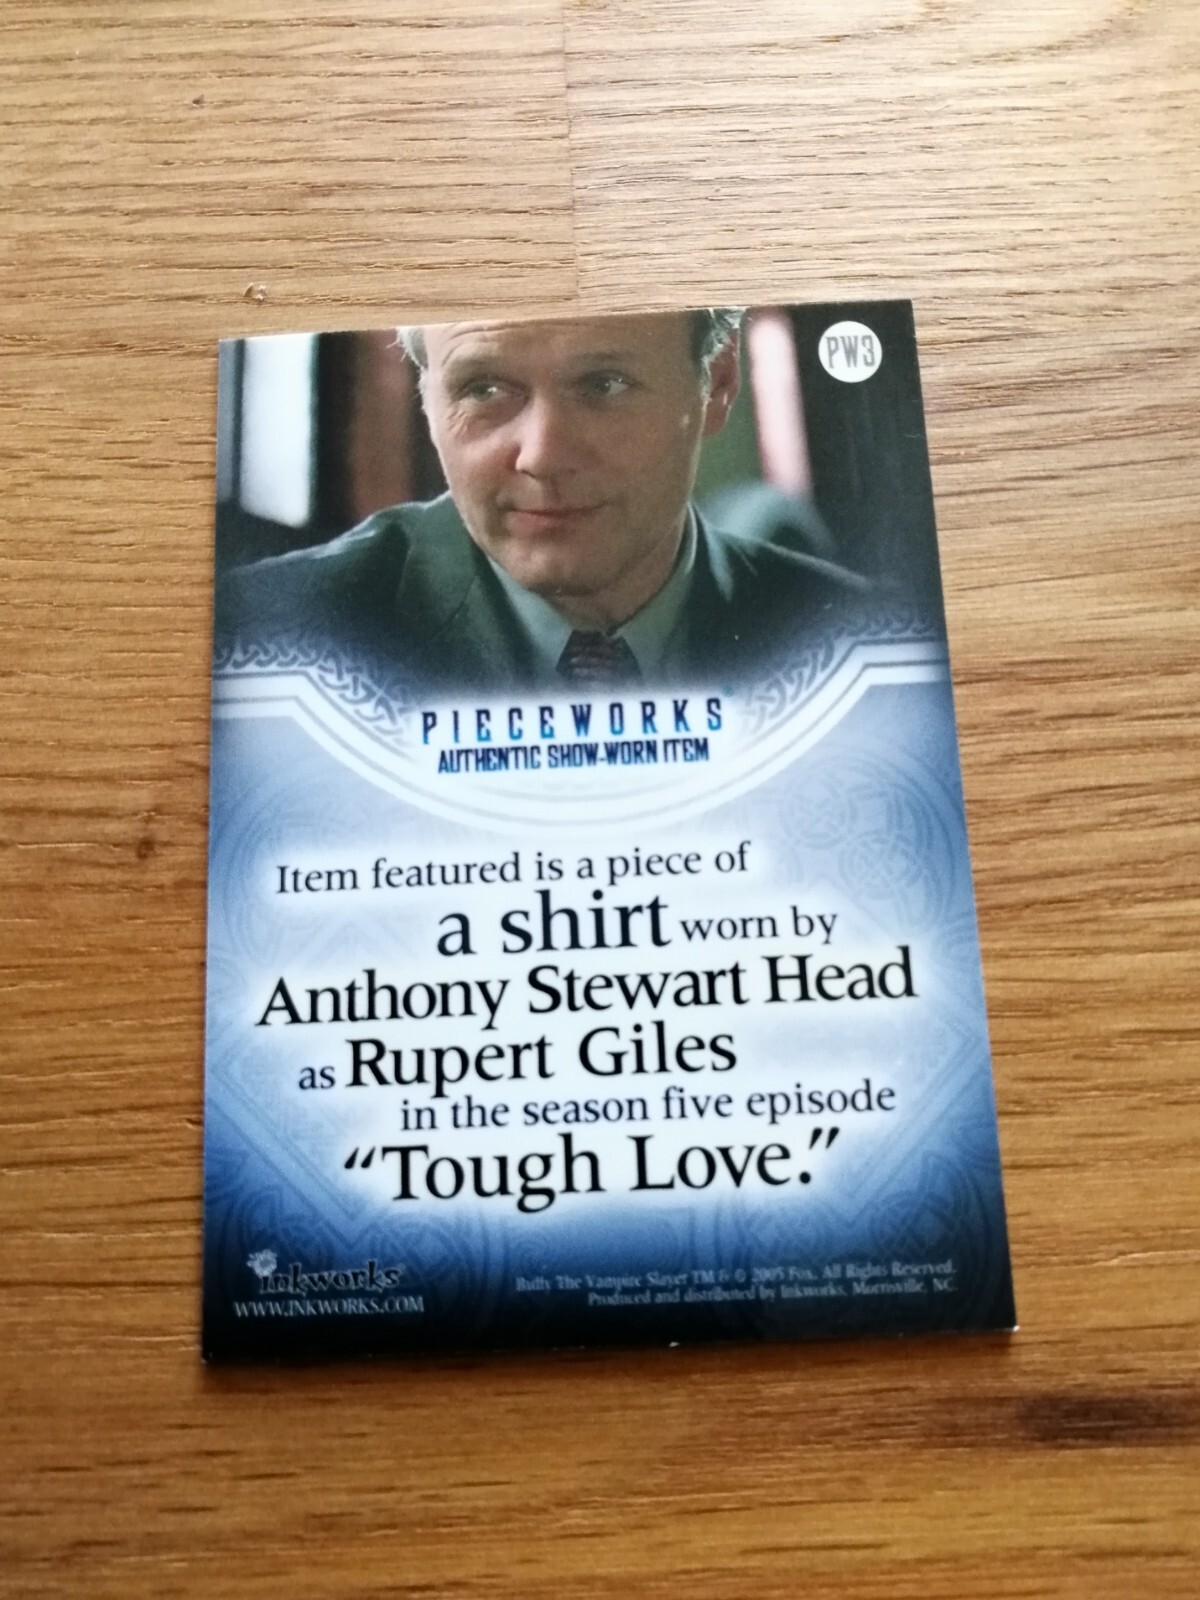 PW3
PIECEWORKS
AUTHENTIC SHOW-WORN ITEM
Item featured is a piece of
a shirt worn by
Anthony Stewart Head
as Rupert Giles
in the season five episode
“Tough Love.”
inkworks
WWW.INKWORKS.COM
Buffy The Vampire Slayer TM & © 2005 Fox. All Rights Reserved.
Produced and distributed by Inkworks, Morrisville, NC.